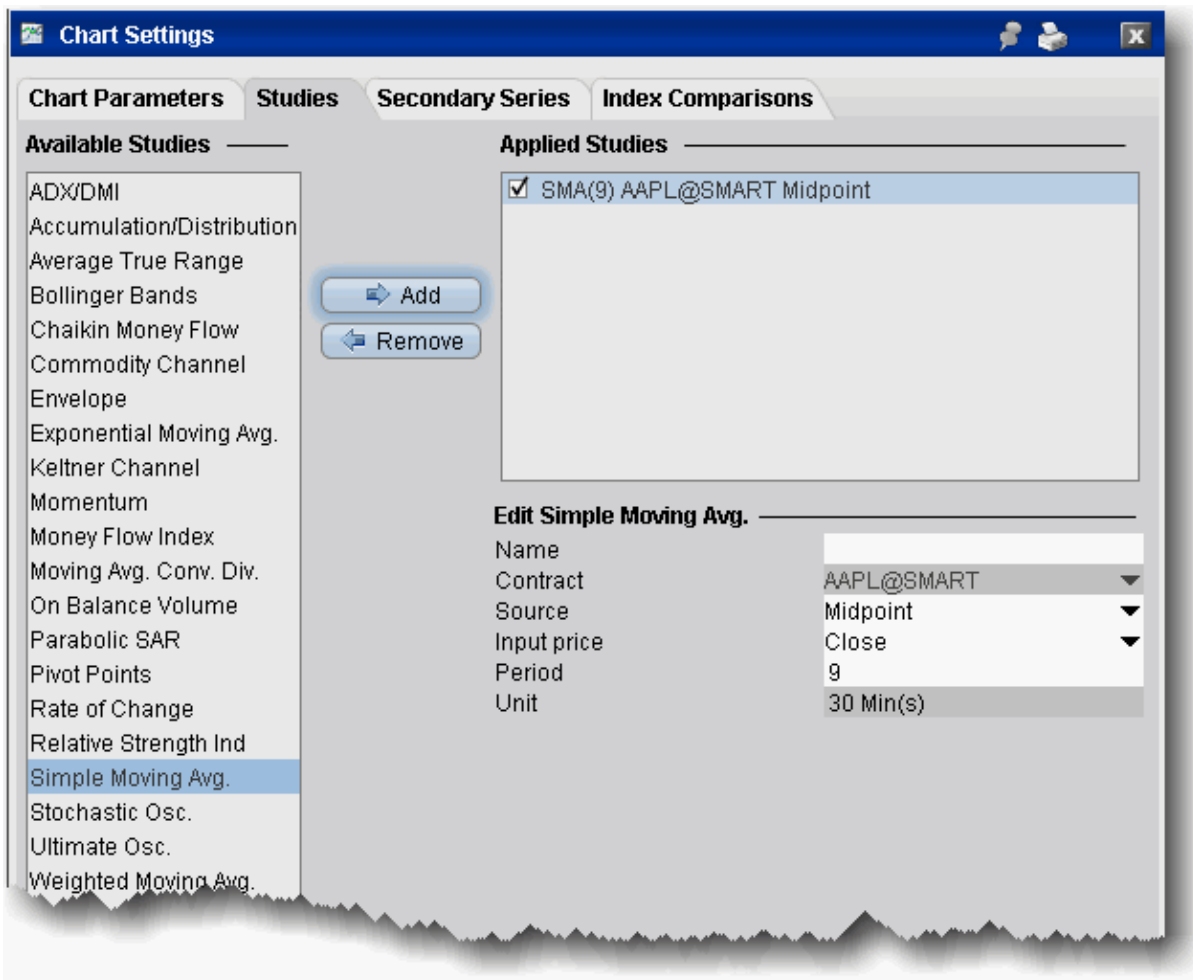 Chart Settings
Chart Parameters Studies Secondary Series Index Comparisons
Available Studies
ADX/DMI
Accumulation/Distribution
Average True Range
Bollinger Bands
Chaikin Money Flow
Commodity Channel
Envelope
Exponential Moving Avg.
Keltner Channel
Momentum
Money Flow Index
Moving Avg. Conv. Div.
On Balance Volume
Parabolic SAR
Pivot Points
Rate of Change
Relative Strength Ind
Simple Moving Avg.
Stochastic Osc.
Ultimate Osc.
Weighted Moving Avg.
Add
Remove
Applied Studies
SMA(9) AAPL@SMART Midpoint
Edit Simple Moving Avg.
Name
Contract AAPL@SMART
Source Midpoint
Input price Close
Period 9
Unit 30 Min(s)